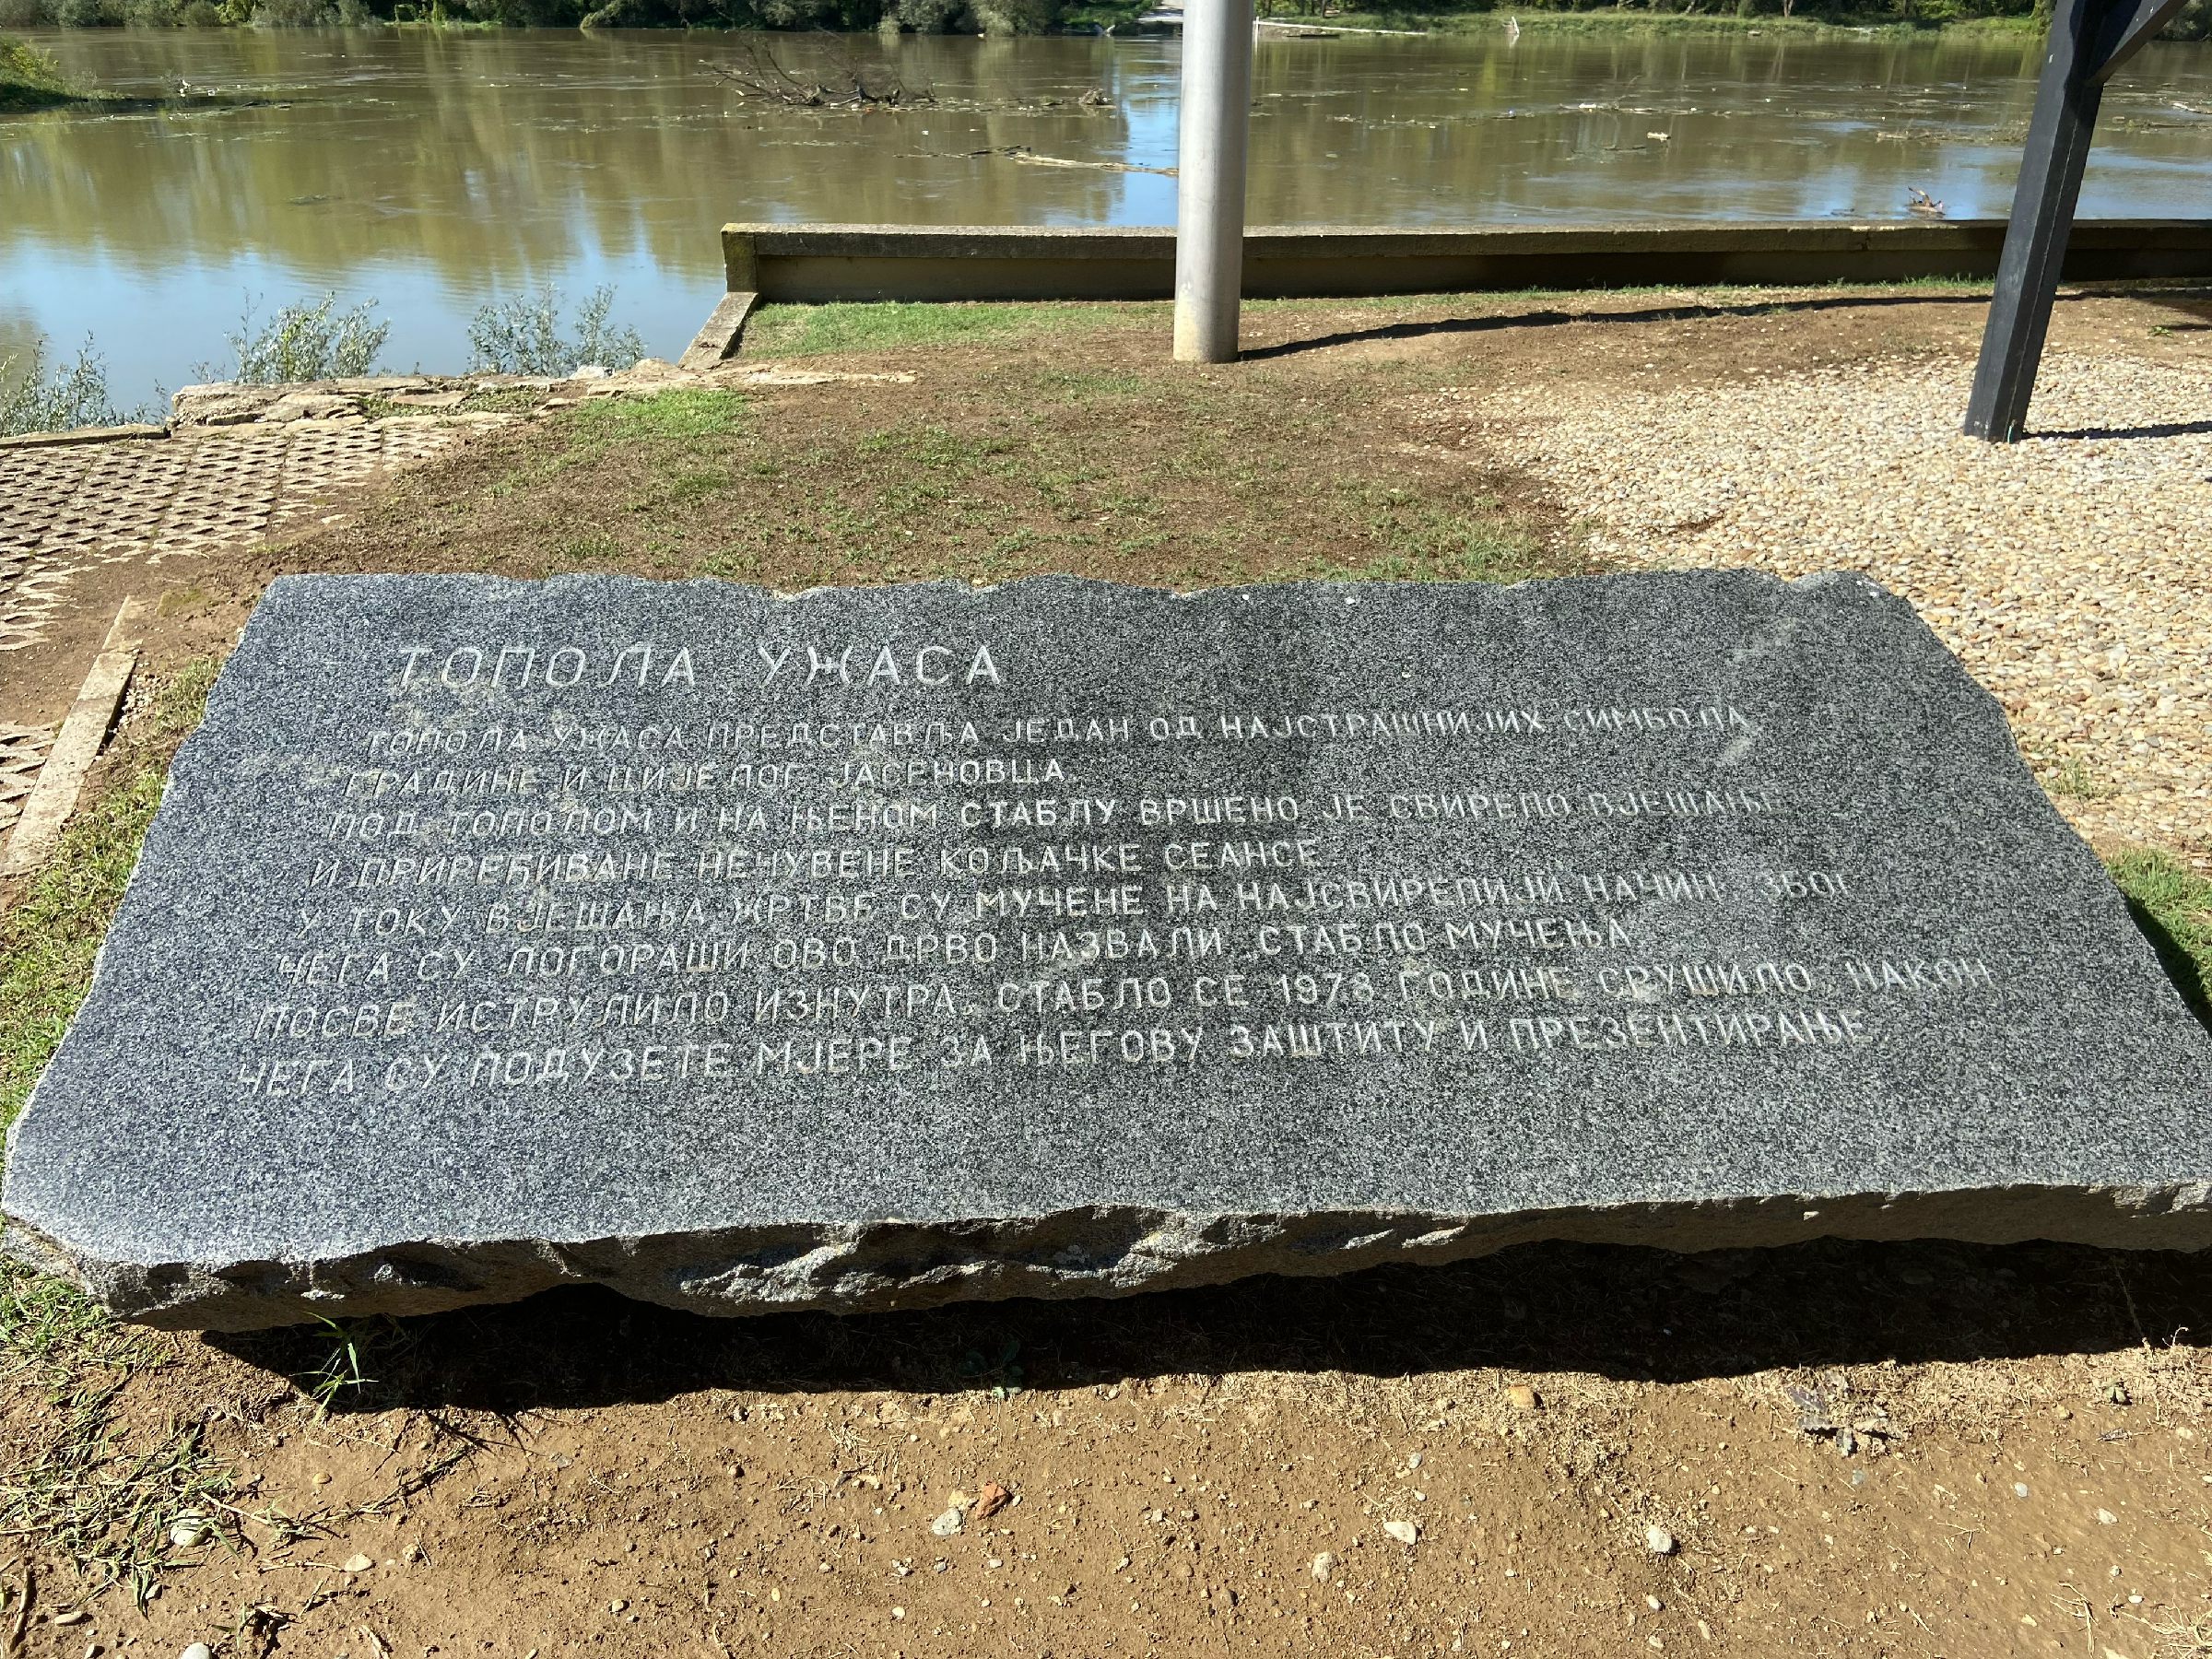 ТОПОЛА УЖАСА
ТОПОЛА УЖАСА ПРЕДСТАВЉА ЈЕДАН ОД НАЈСТРАШНИЈИХ СИМБОЛА
ГРАДИНЕ И ЦИЈЕЛОГ ЈАСЕНОВЦА.
ПОД ТОПОЛОМ И НА ЊЕНОМ СТАБЛУ ВРШЕНО ЈЕ СВИРЕПО ВЈЕШАЊЕ
И ПРИРЕЂИВАНЕ НЕЧУВЕНЕ КОЉАЧКЕ СЕАНСЕ.
У ТОКУ ВЈЕШАЊА ЖРТВЕ СУ МУЧЕНЕ НА НАЈСВИРЕПИЈИ НАЧИН, ЗБОГ
ЧЕГА СУ ЛОГОРАШИ ОВО ДРВО НАЗВАЛИ „СТАБЛО МУЧЕЊА.
ПОСВЕ ИСТРУЛИЛО ИЗНУТРА, СТАБЛО СЕ 1978 ГОДИНЕ СРУШИЛО, НАКОН
ЧЕГА СУ ПОДУЗЕТЕ МЈЕРЕ ЗА ЊЕГОВУ ЗАШТИТУ И ПРЕЗЕНТИРАЊЕ.